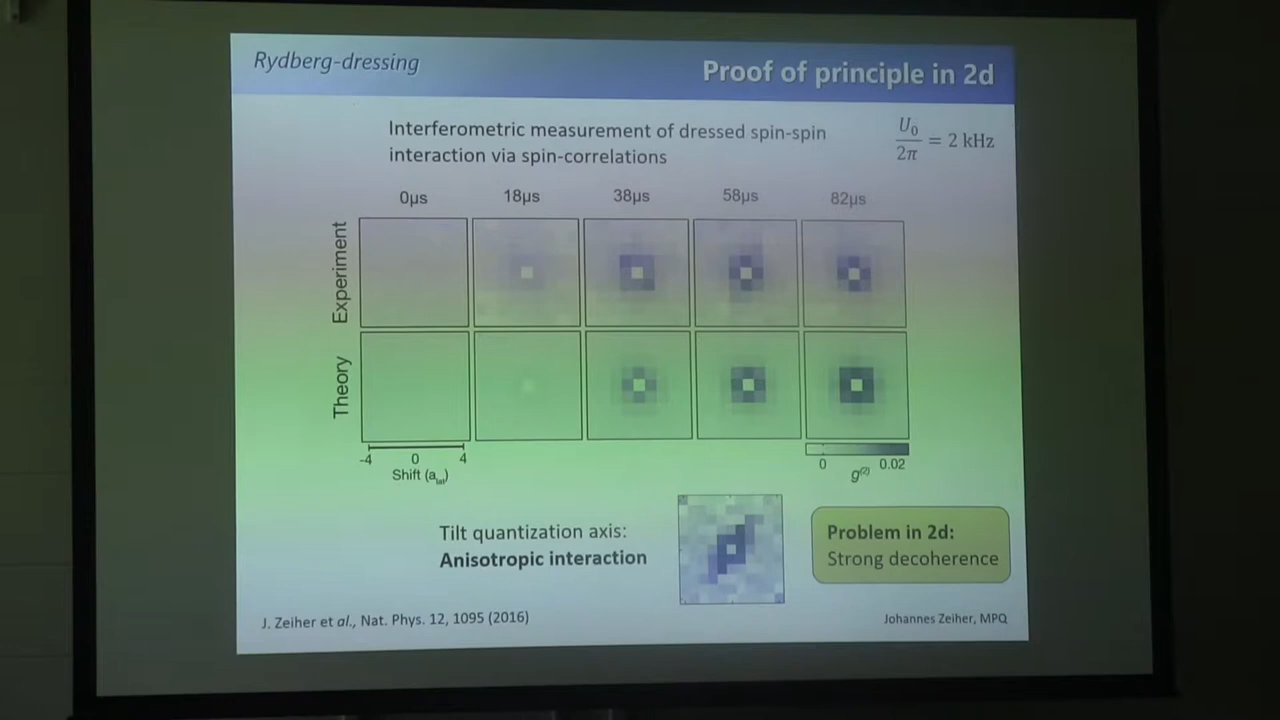 Rydberg-dressing
Proof of principle in 2d
Interferometric measurement of dressed spin-spin
interaction via spin-correlations
U₀
2π
= 2 kHz
0µs 18µs 38µs 58µs 82µs
Experiment
Theory
-4 0 4
Shift (a_lat)
0 0.02
g⁽²⁾
Tilt quantization axis:
Anisotropic interaction
Problem in 2d:
Strong decoherence
J. Zeiher et al., Nat. Phys. 12, 1095 (2016)
Johannes Zeiher, MPQ